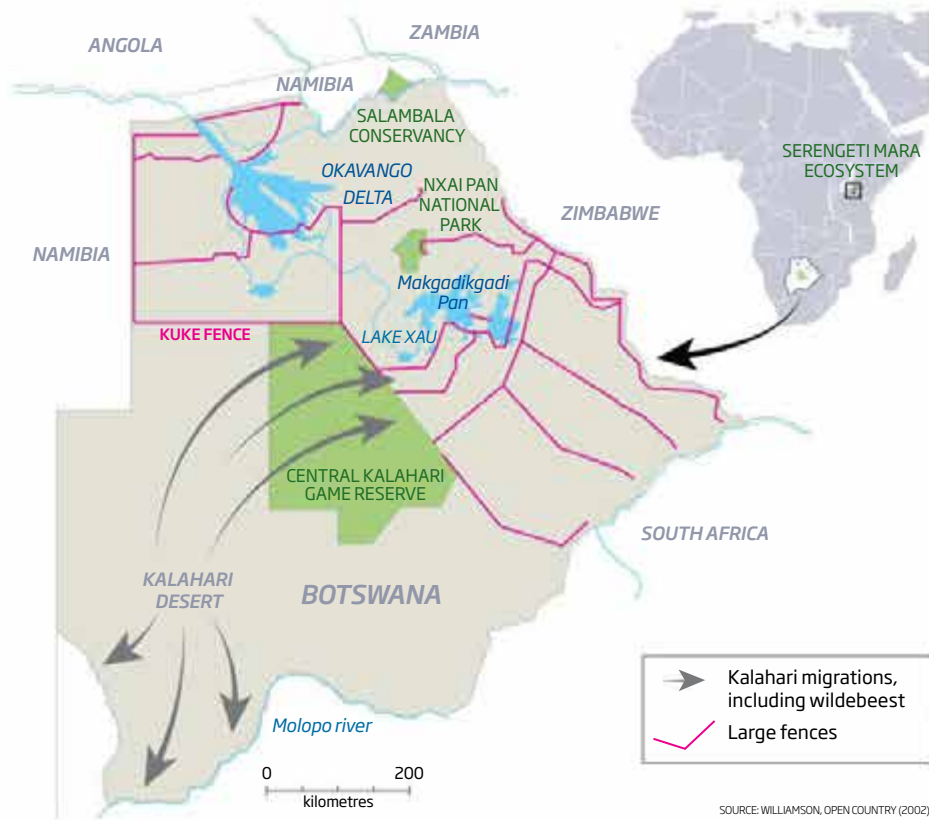 ANGOLA
ZAMBIA
NAMIBIA
SALAMBALA
CONSERVANCY
SERENGETI MARA
ECOSYSTEM
OKAVANGO
DELTA
NXAI PAN
NATIONAL
PARK
ZIMBABWE
NAMIBIA
Makgadikgadi
Pan
KUKE FENCE
LAKE XAU
CENTRAL KALAHARI
GAME RESERVE
SOUTH AFRICA
KALAHARI
DESERT
BOTSWANA
Molopo river
0 200
kilometres
Kalahari migrations,
including wildebeest
Large fences
SOURCE: WILLIAMSON, OPEN COUNTRY (2002)